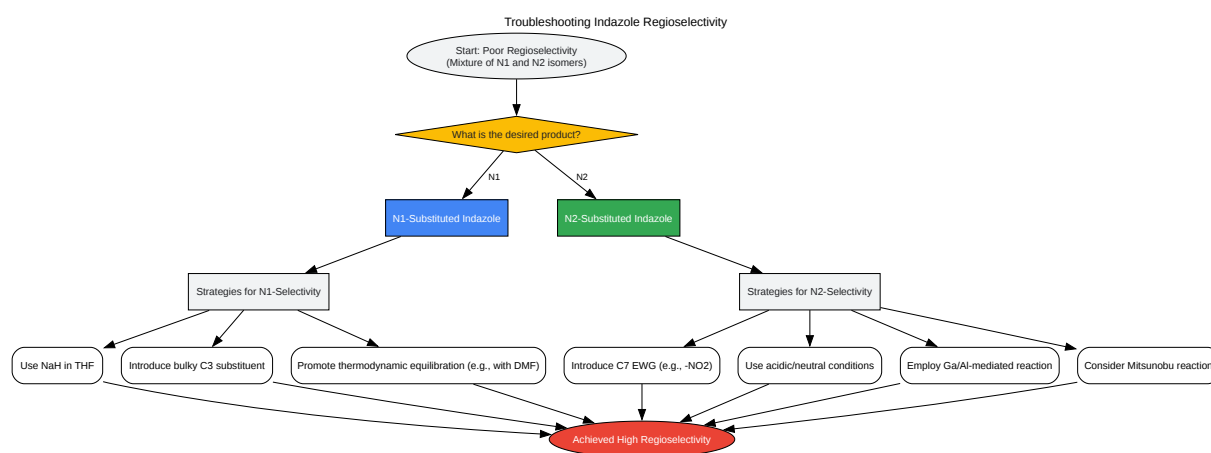 Troubleshooting Indazole Regioselectivity
Start: Poor Regioselectivity
(Mixture of N1 and N2 isomers)
What is the desired product?
N1
N2
N1-Substituted Indazole
N2-Substituted Indazole
Strategies for N1-Selectivity
Strategies for N2-Selectivity
Use NaH in THF
Introduce bulky C3 substituent
Promote thermodynamic equilibration (e.g., with DMF)
Introduce C7 EWG (e.g., -NO2)
Use acidic/neutral conditions
Employ Ga/Al-mediated reaction
Consider Mitsunobu reaction
Achieved High Regioselectivity